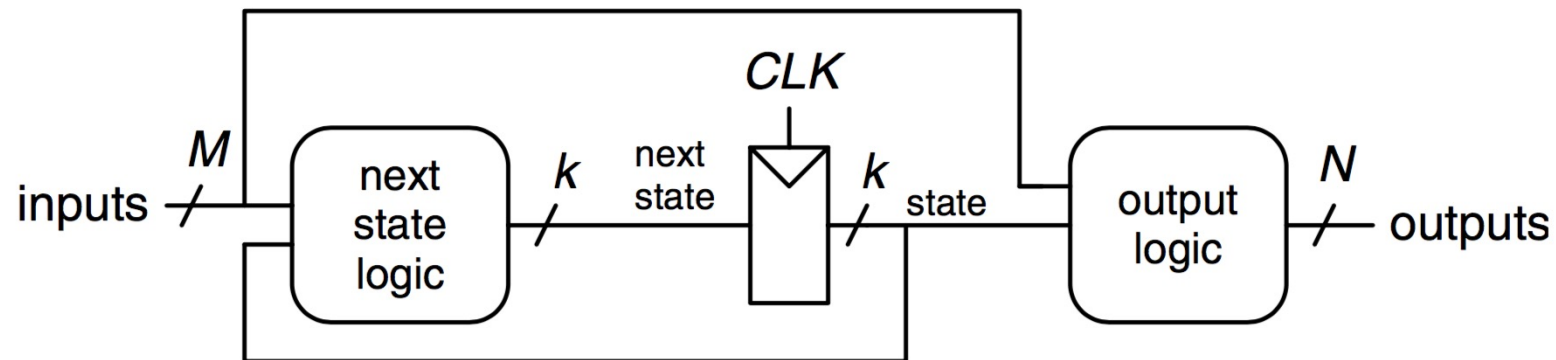 CLK
M
inputs
next
state
logic
k
next
state
k
state
output
logic
N
outputs